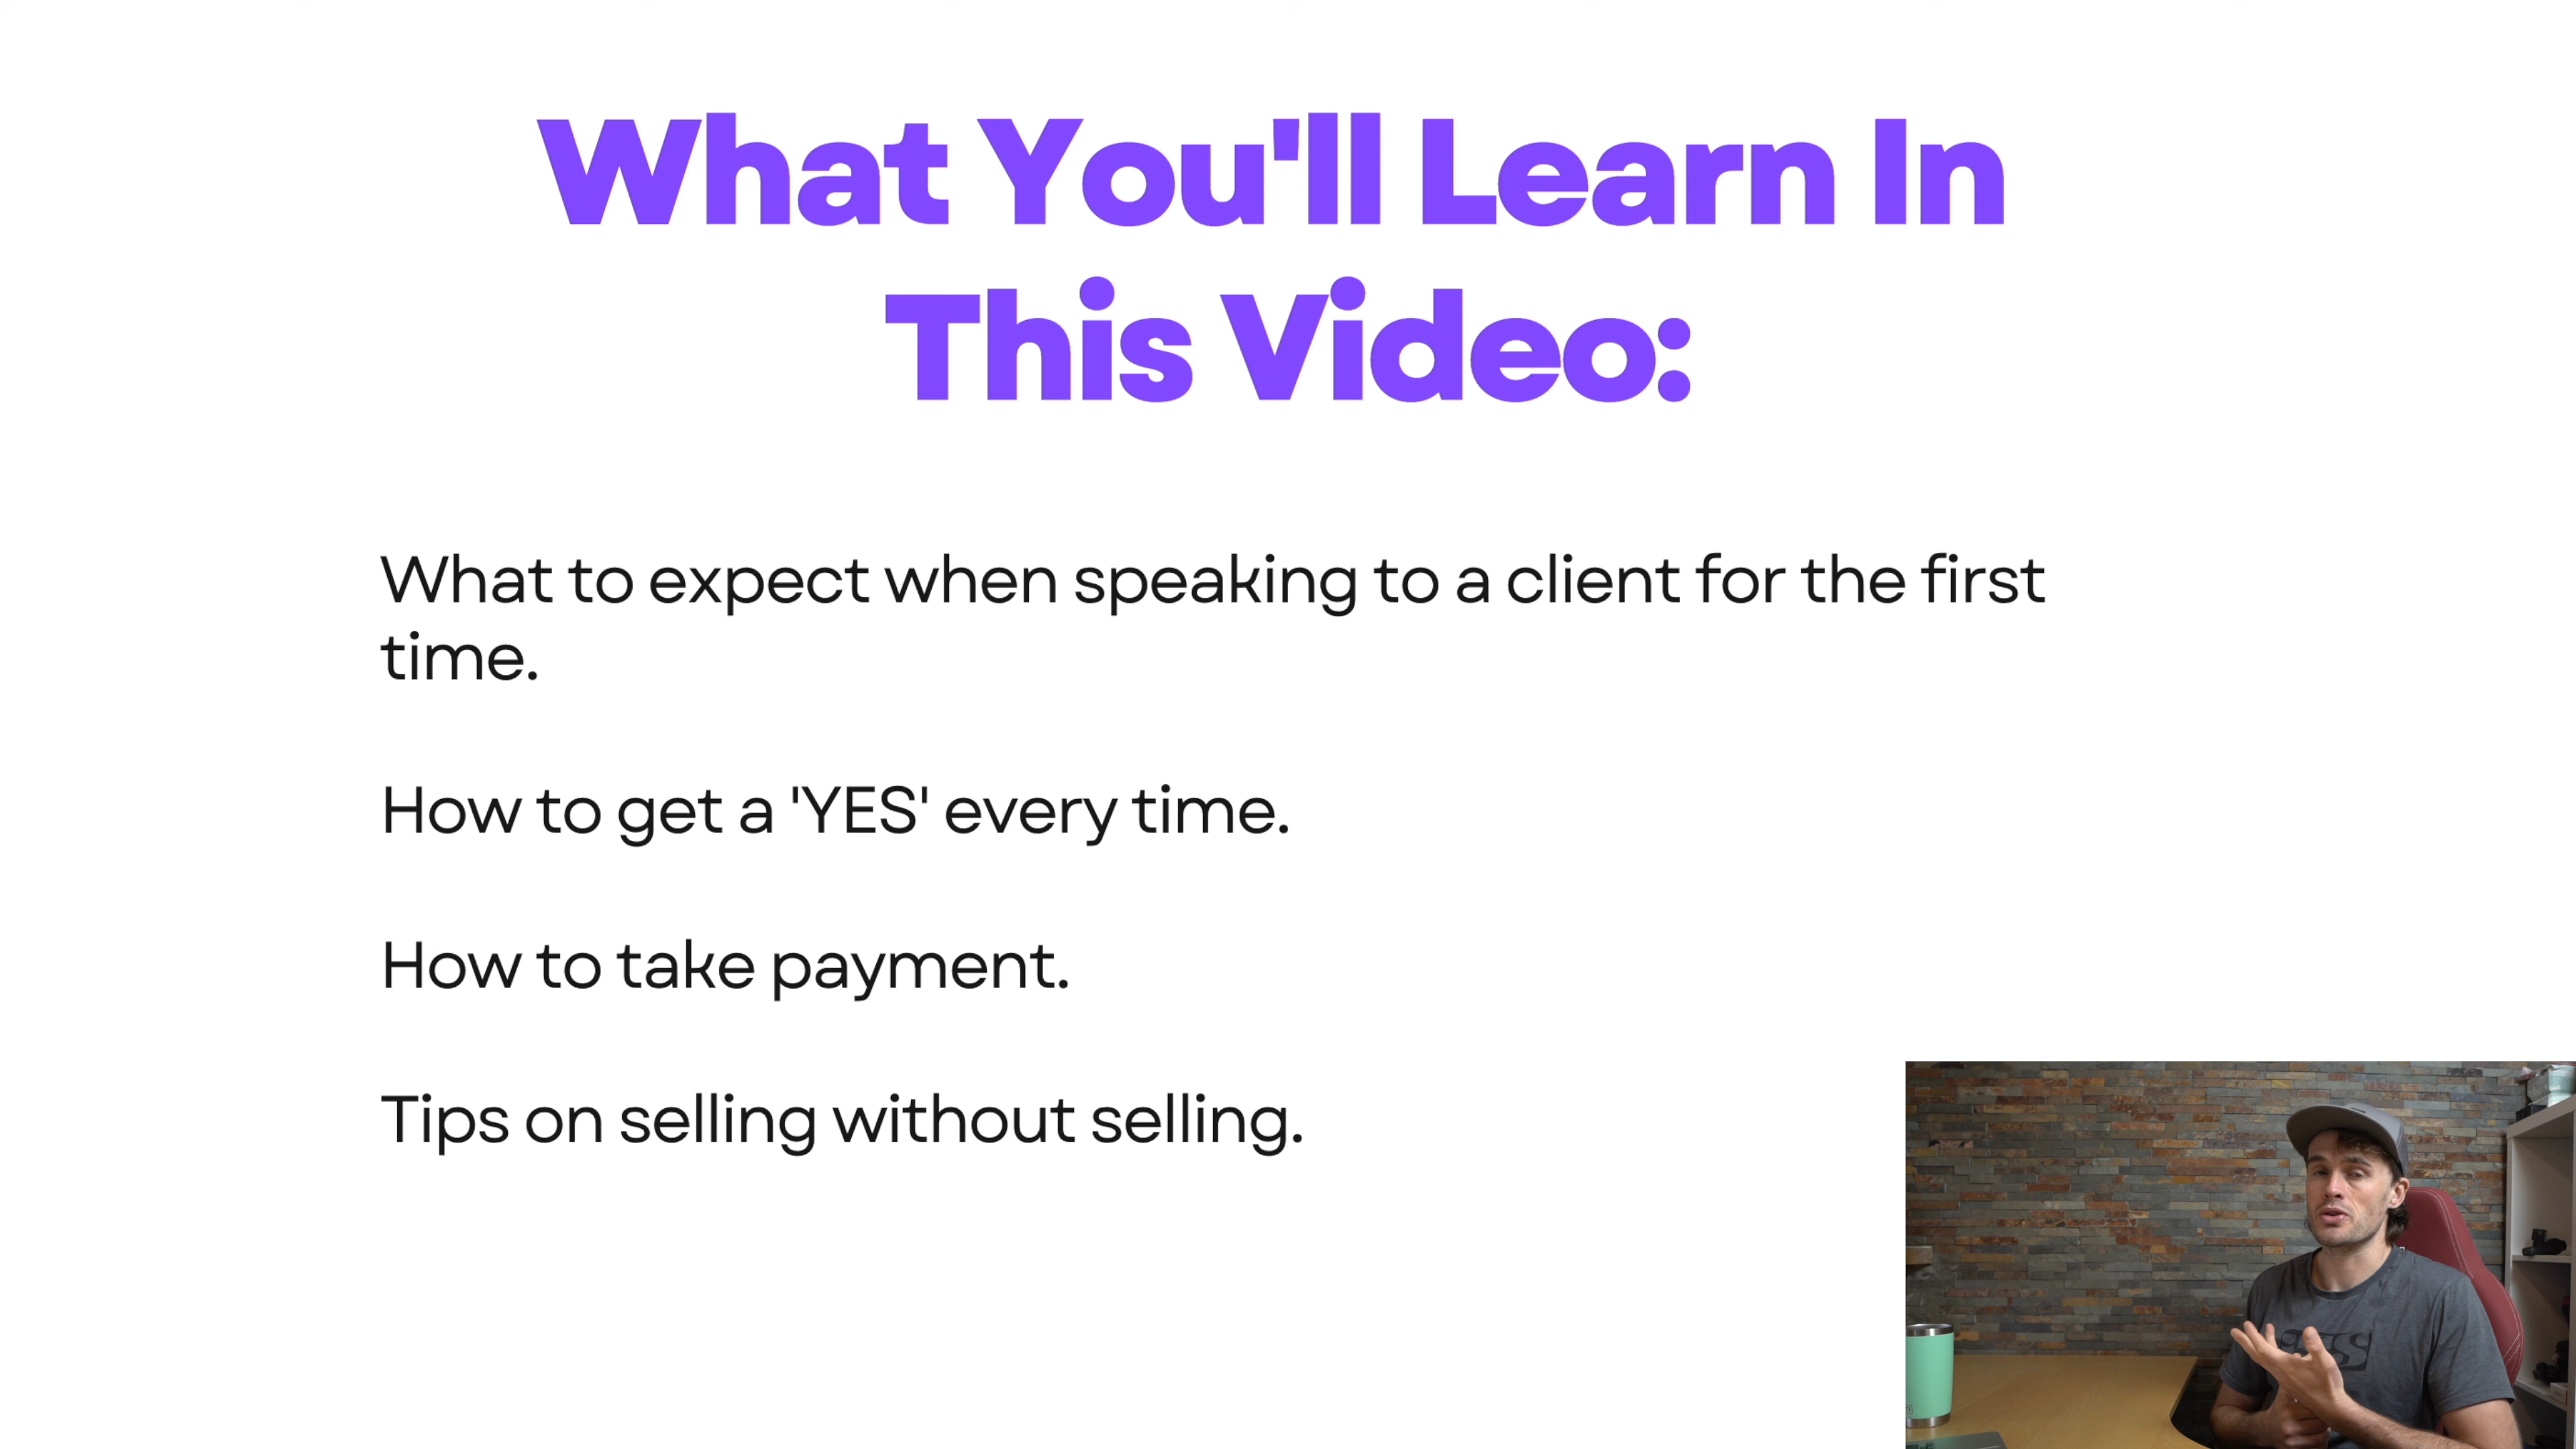 What You'll Learn In
This Video:
What to expect when speaking to a client for the first
time.
How to get a 'YES' every time.
How to take payment.
Tips on selling without selling.